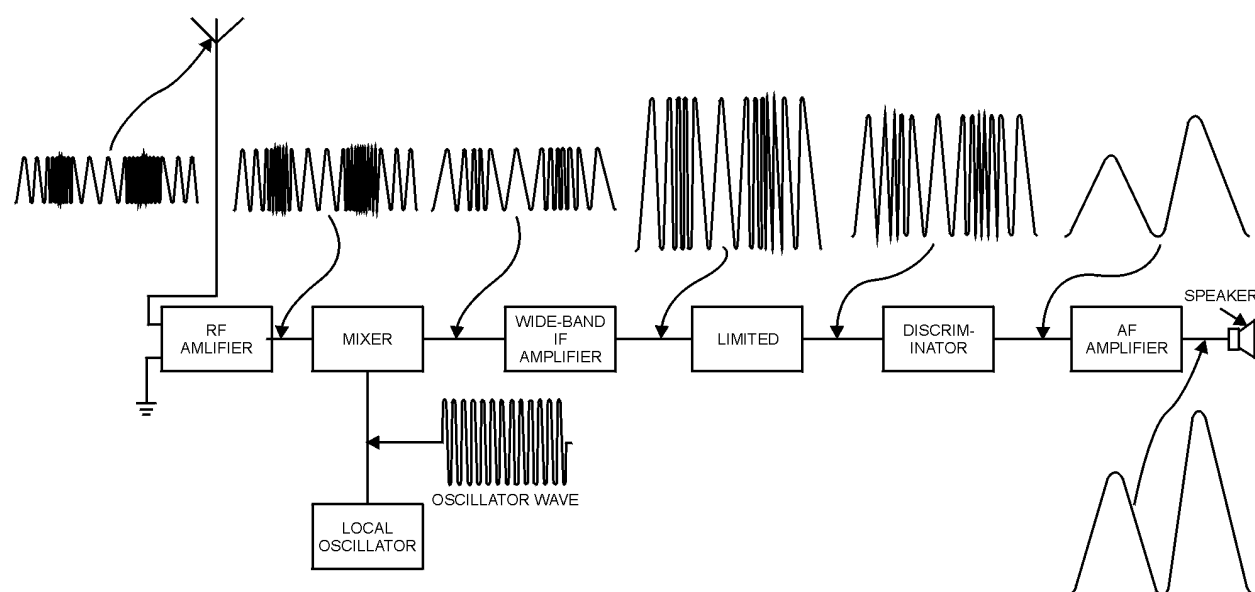 SPEAKER
RF
AMLIFIER
MIXER
WIDE-BAND
IF
AMPLIFIER
LIMITED
DISCRIM-
INATOR
AF
AMPLIFIER
OSCILLATOR WAVE
LOCAL
OSCILLATOR